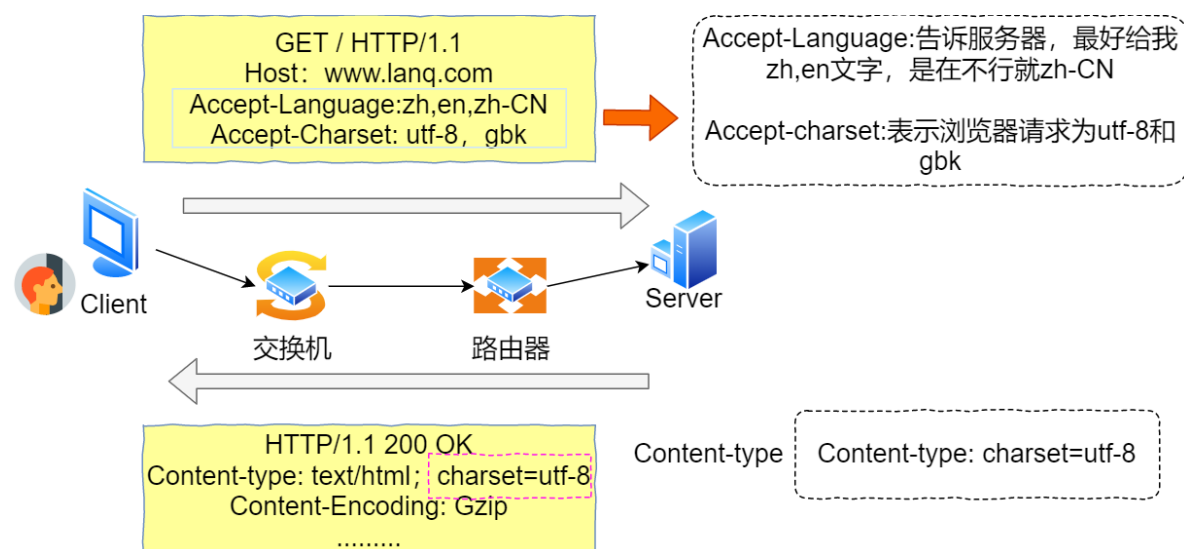 GET / HTTP/1.1
Host：www.lanq.com
Accept-Language:zh,en,zh-CN
Accept-Charset: utf-8，gbk
Accept-Language:告诉服务器，最好给我
zh,en文字，是在不行就zh-CN
Accept-charset:表示浏览器请求为utf-8和
gbk
Client
Server
交换机
路由器
HTTP/1.1 200 OK
Content-type: text/html；charset=utf-8
Content-Encoding: Gzip
.........
Content-type
Content-type: charset=utf-8